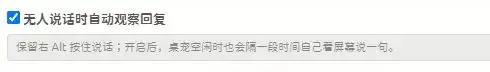 无人说话时自动观察回复
保留右 Alt 按住说话；开启后，桌宠空闲时也会隔一段时间自己看屏幕说一句。